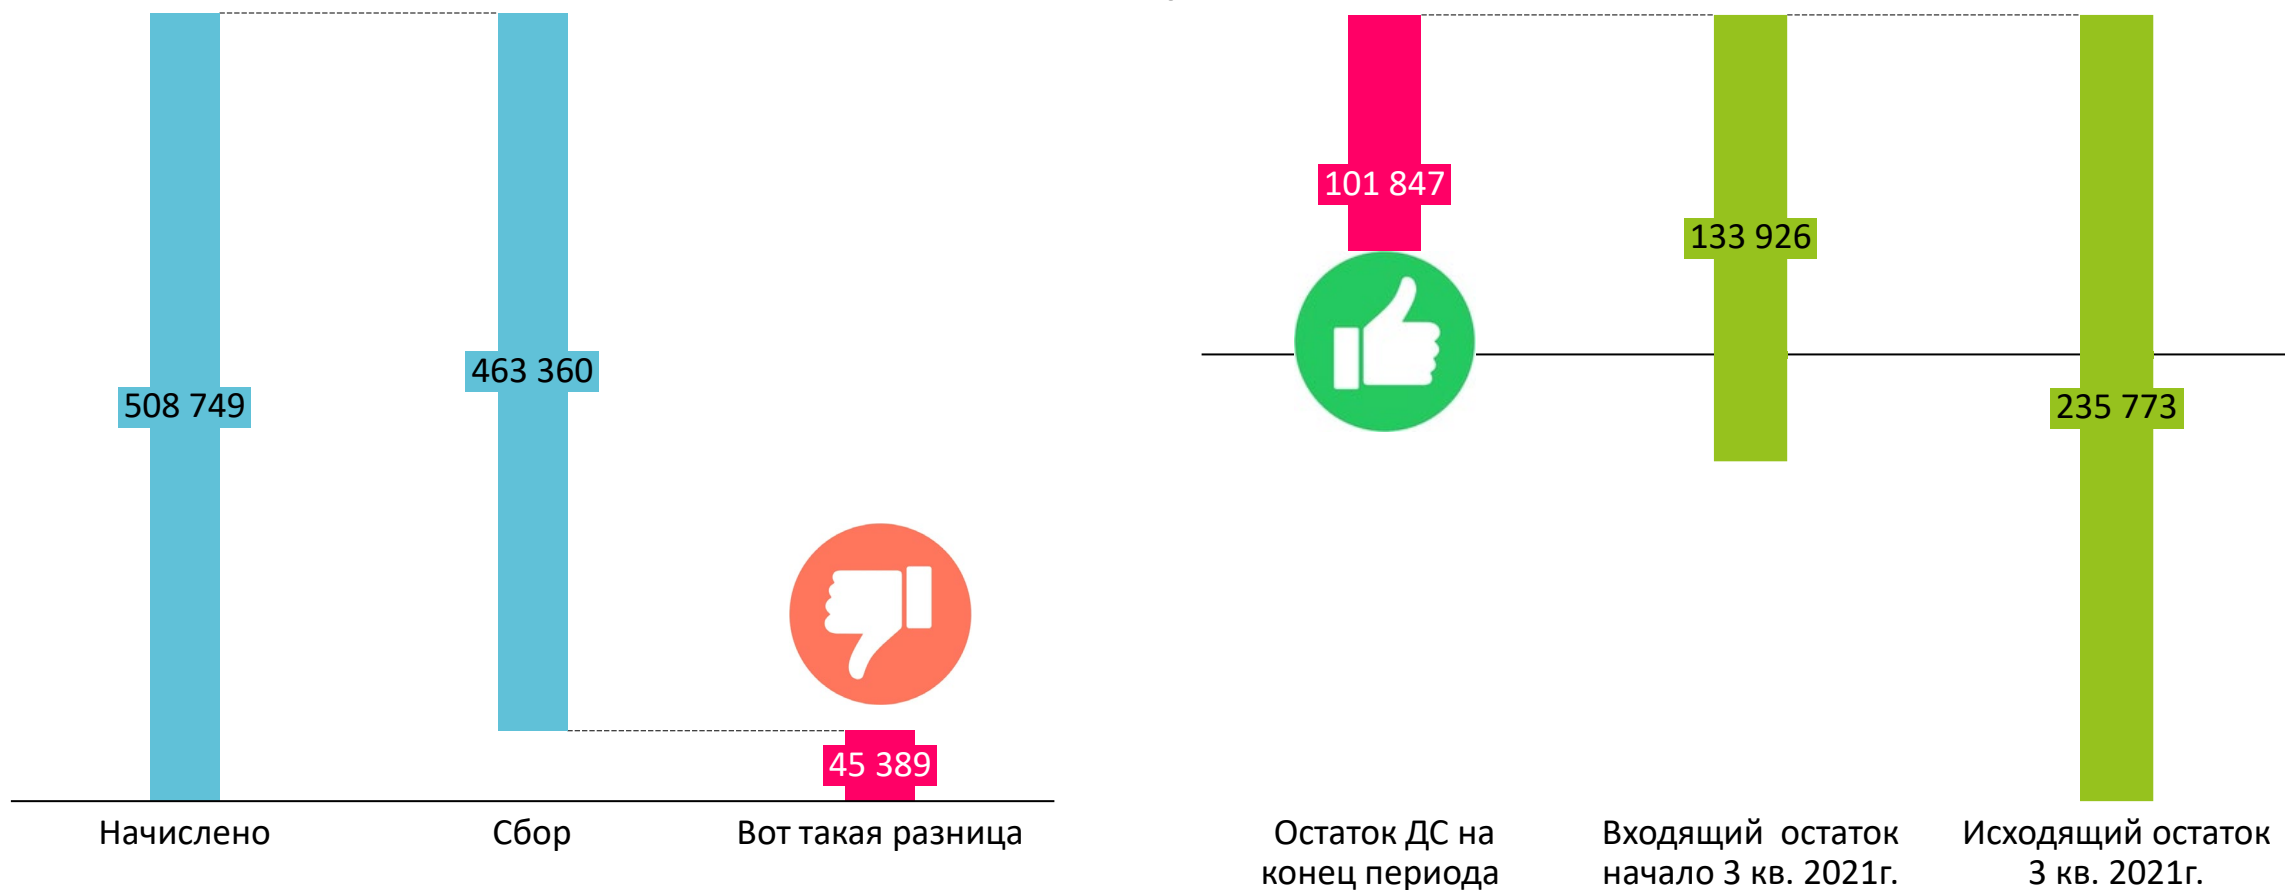 508 749
463 360
45 389
Начислено
Сбор
Вот такая разница
101 847
133 926
235 773
Остаток ДС на
конец периода
Входящий остаток
начало 3 кв. 2021г.
Исходящий остаток
3 кв. 2021г.